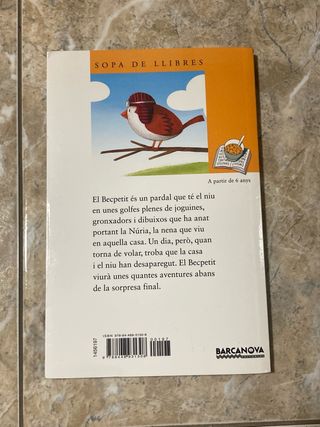 SOPA DE LLIBRES
A partir de 6 anys
El Becpetit és un pardal que té el niu
en unes golfes plenes de joguines,
gronxadors i dibuixos que ha anat
portant la Núria, la nena que viu
en aquella casa. Un dia, però, quan
torna de volar, troba que la casa
i el niu han desaparegut. El Becpetit
viurà unes quantes aventures abans
de la sorpresa final.
1456197
00197
BARCANOVA